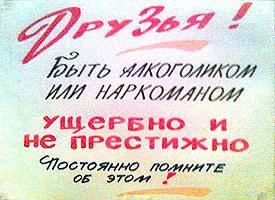 Друзья!
Быть алкоголиком
или наркоманом
ущербно и
не престижно
Постоянно помните
об этом!